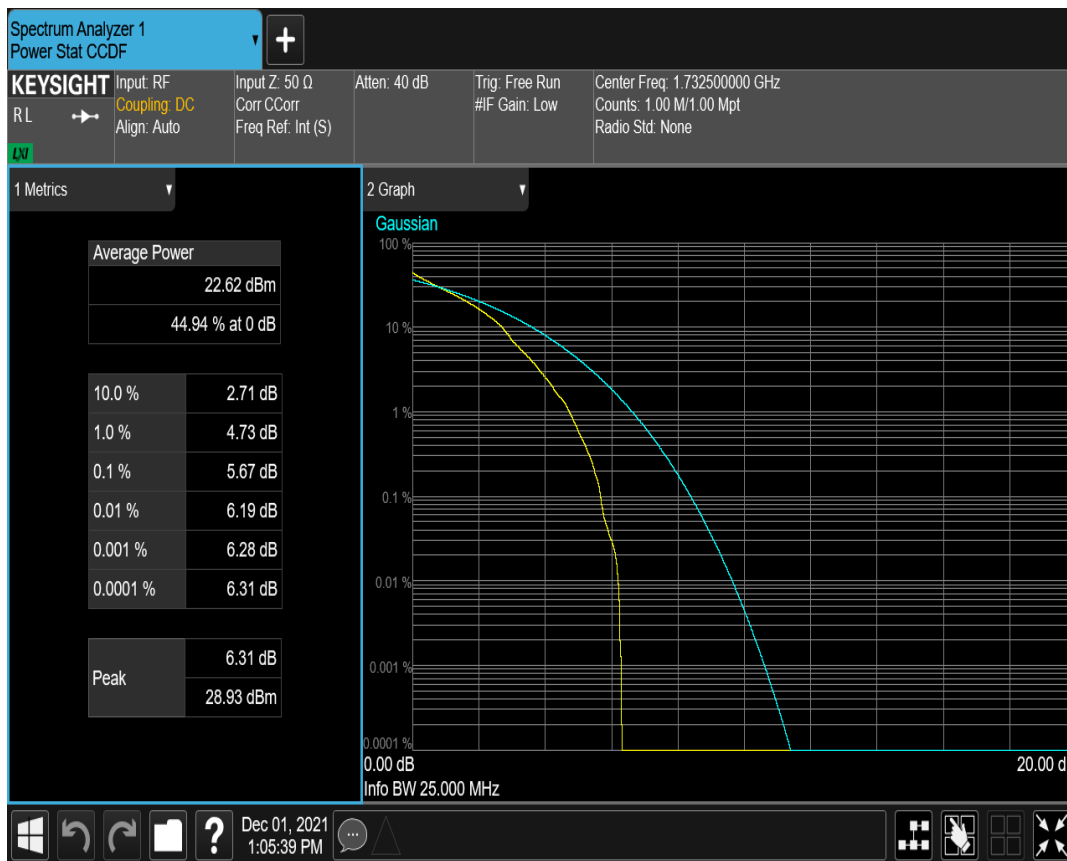 Spectrum Analyzer 1
Power Stat CCDF
KEYSIGHT
R L
LXI
Input: RF
Coupling: DC
Align: Auto
Input Z: 50 Ω
Corr CCorr
Freq Ref: Int (S)
Atten: 40 dB
Trig: Free Run
#IF Gain: Low
Center Freq: 1.732500000 GHz
Counts: 1.00 M/1.00 Mpt
Radio Std: None
1 Metrics
Average Power
22.62 dBm
44.94 % at 0 dB
10.0 % 2.71 dB
1.0 % 4.73 dB
0.1 % 5.67 dB
0.01 % 6.19 dB
0.001 % 6.28 dB
0.0001 % 6.31 dB
Peak
6.31 dB
28.93 dBm
2 Graph
Gaussian
100 %
10 %
1 %
0.1 %
0.01 %
0.001 %
0.0001 %
0.00 dB
20.00 d
Info BW 25.000 MHz
?
Dec 01, 2021
1:05:39 PM